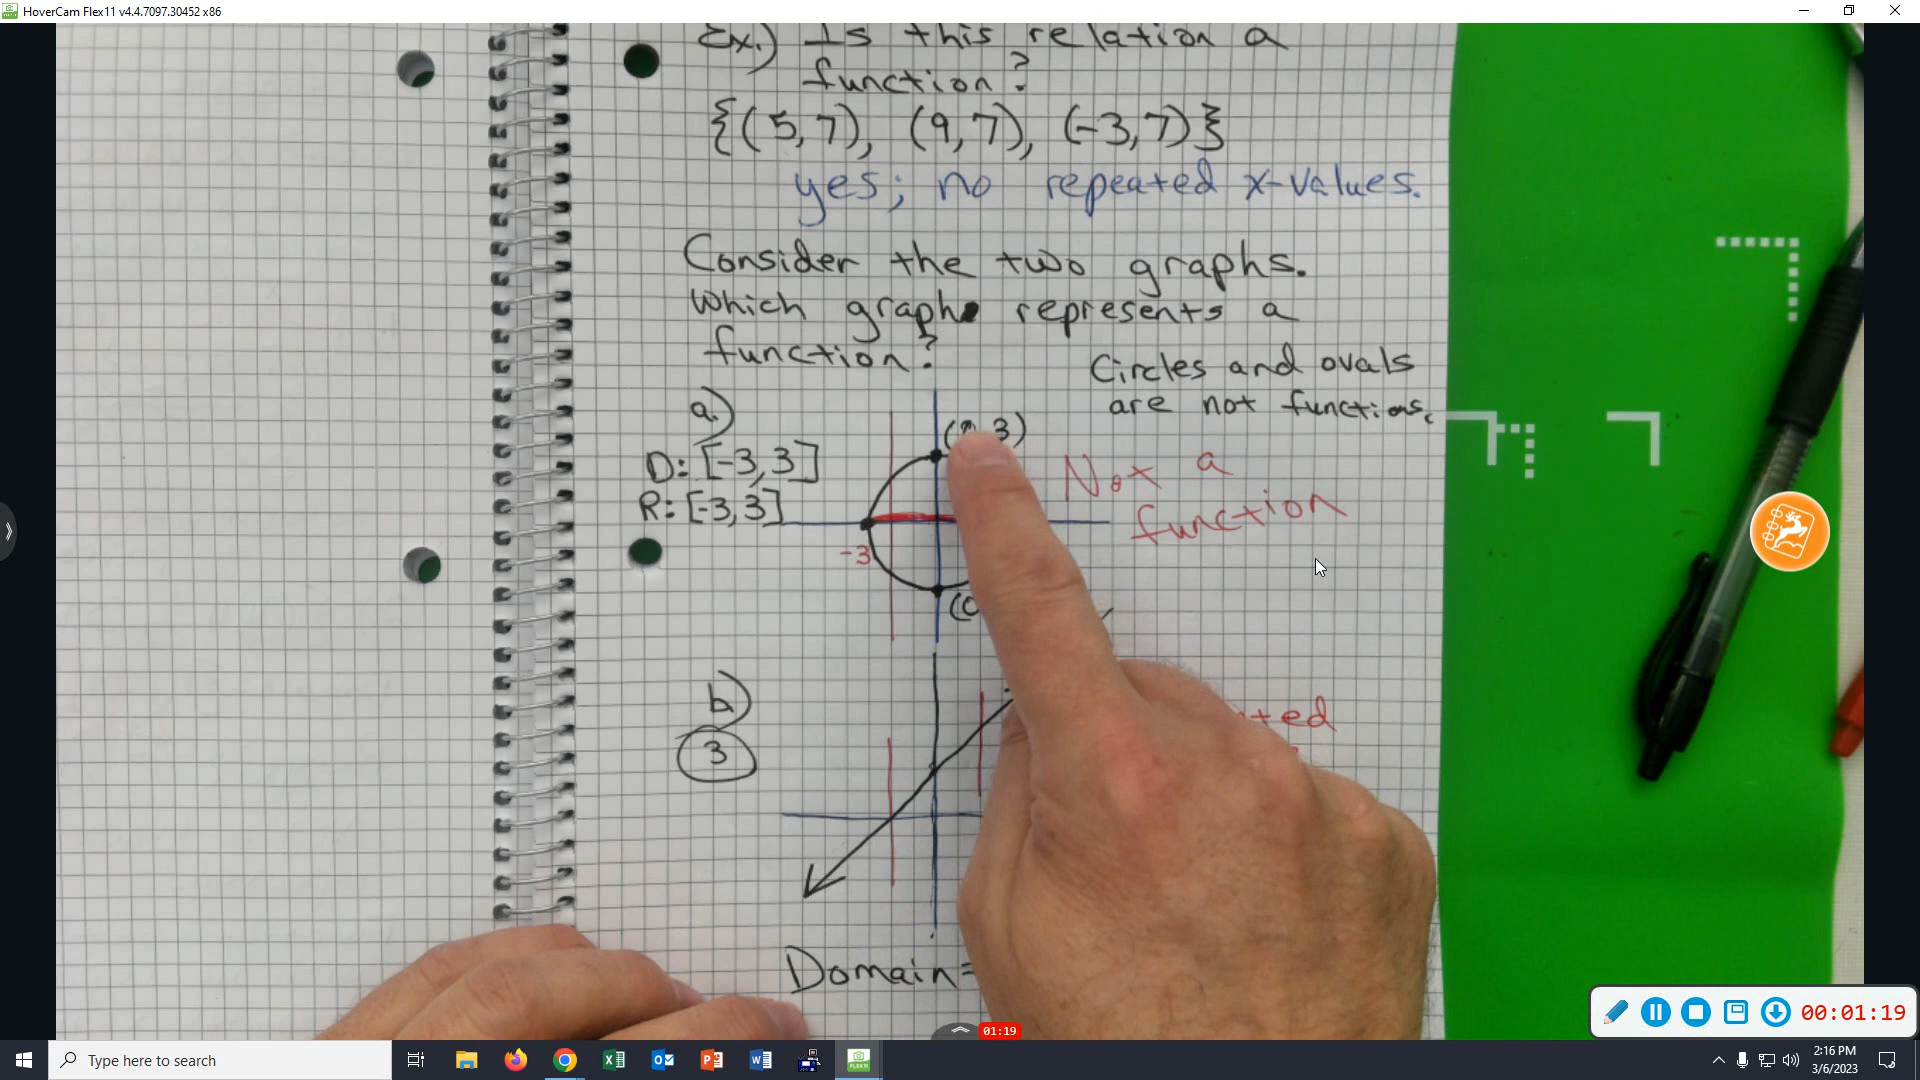 HoverCam Flex11 v4.4.7097.30452 x86
Ex.) Is this relation a
function?
{(5,7), (9,7), (-3,7)}
yes; no repeated x-values.
Consider the two graphs.
Which graph represents a
function?
Circles and ovals
are not functions.
a)
3)
D: [-3,3]
R: [-3,3]
Not a
function
-3
(0
b)
3
Domain=
01:19
00:01:19
Type here to search
2:16 PM
3/6/2023